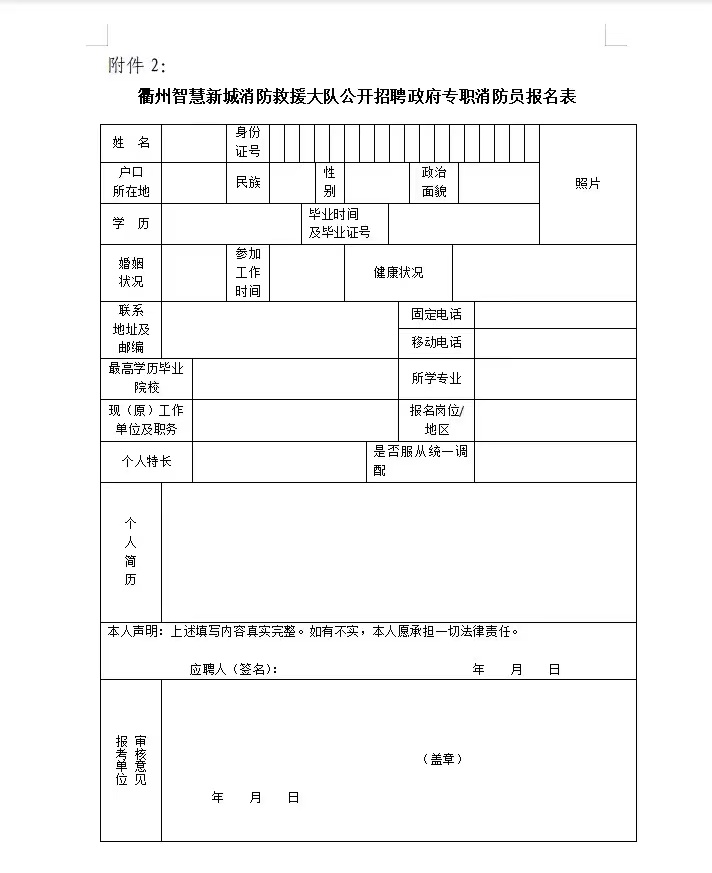 附件 2：
衢州智慧新城消防救援大队公开招聘政府专职消防员报名表
姓 名
身份
证号
照片
户口
所在地
民族
性
别
政治
面貌
学 历
毕业时间
及毕业证号
婚姻
状况
参加
工作
时间
健康状况
联系
地址及
邮编
固定电话
移动电话
最高学历毕业
院校
所学专业
现（原）工作
单位及职务
报名岗位/
地区
个人特长
是否服从统一调
配
个
人
简
历
本人声明：上述填写内容真实完整。如有不实，本人愿承担一切法律责任。
应聘人（签名）： 年 月 日
报考单位
审核意见
（盖章）
年 月 日